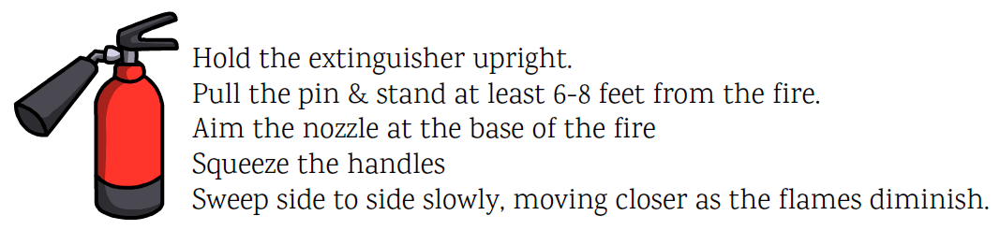 Hold the extinguisher upright.
Pull the pin & stand at least 6-8 feet from the fire.
Aim the nozzle at the base of the fire
Squeeze the handles
Sweep side to side slowly, moving closer as the flames diminish.